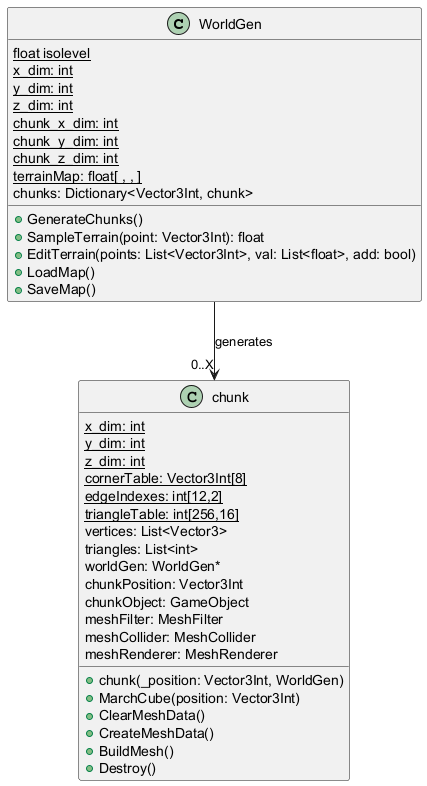 C WorldGen
float isolevel
x_dim: int
y_dim: int
z_dim: int
chunk_x_dim: int
chunk_y_dim: int
chunk_z_dim: int
terrainMap: float[ , , ]
chunks: Dictionary<Vector3Int, chunk>
GenerateChunks()
SampleTerrain(point: Vector3Int): float
EditTerrain(points: List<Vector3Int>, val: List<float>, add: bool)
LoadMap()
SaveMap()
generates
0..X
C chunk
x_dim: int
y_dim: int
z_dim: int
cornerTable: Vector3Int[8]
edgeIndexes: int[12,2]
triangleTable: int[256,16]
vertices: List<Vector3>
triangles: List<int>
worldGen: WorldGen*
chunkPosition: Vector3Int
chunkObject: GameObject
meshFilter: MeshFilter
meshCollider: MeshCollider
meshRenderer: MeshRenderer
chunk(_position: Vector3Int, WorldGen)
MarchCube(position: Vector3Int)
ClearMeshData()
CreateMeshData()
BuildMesh()
Destroy()